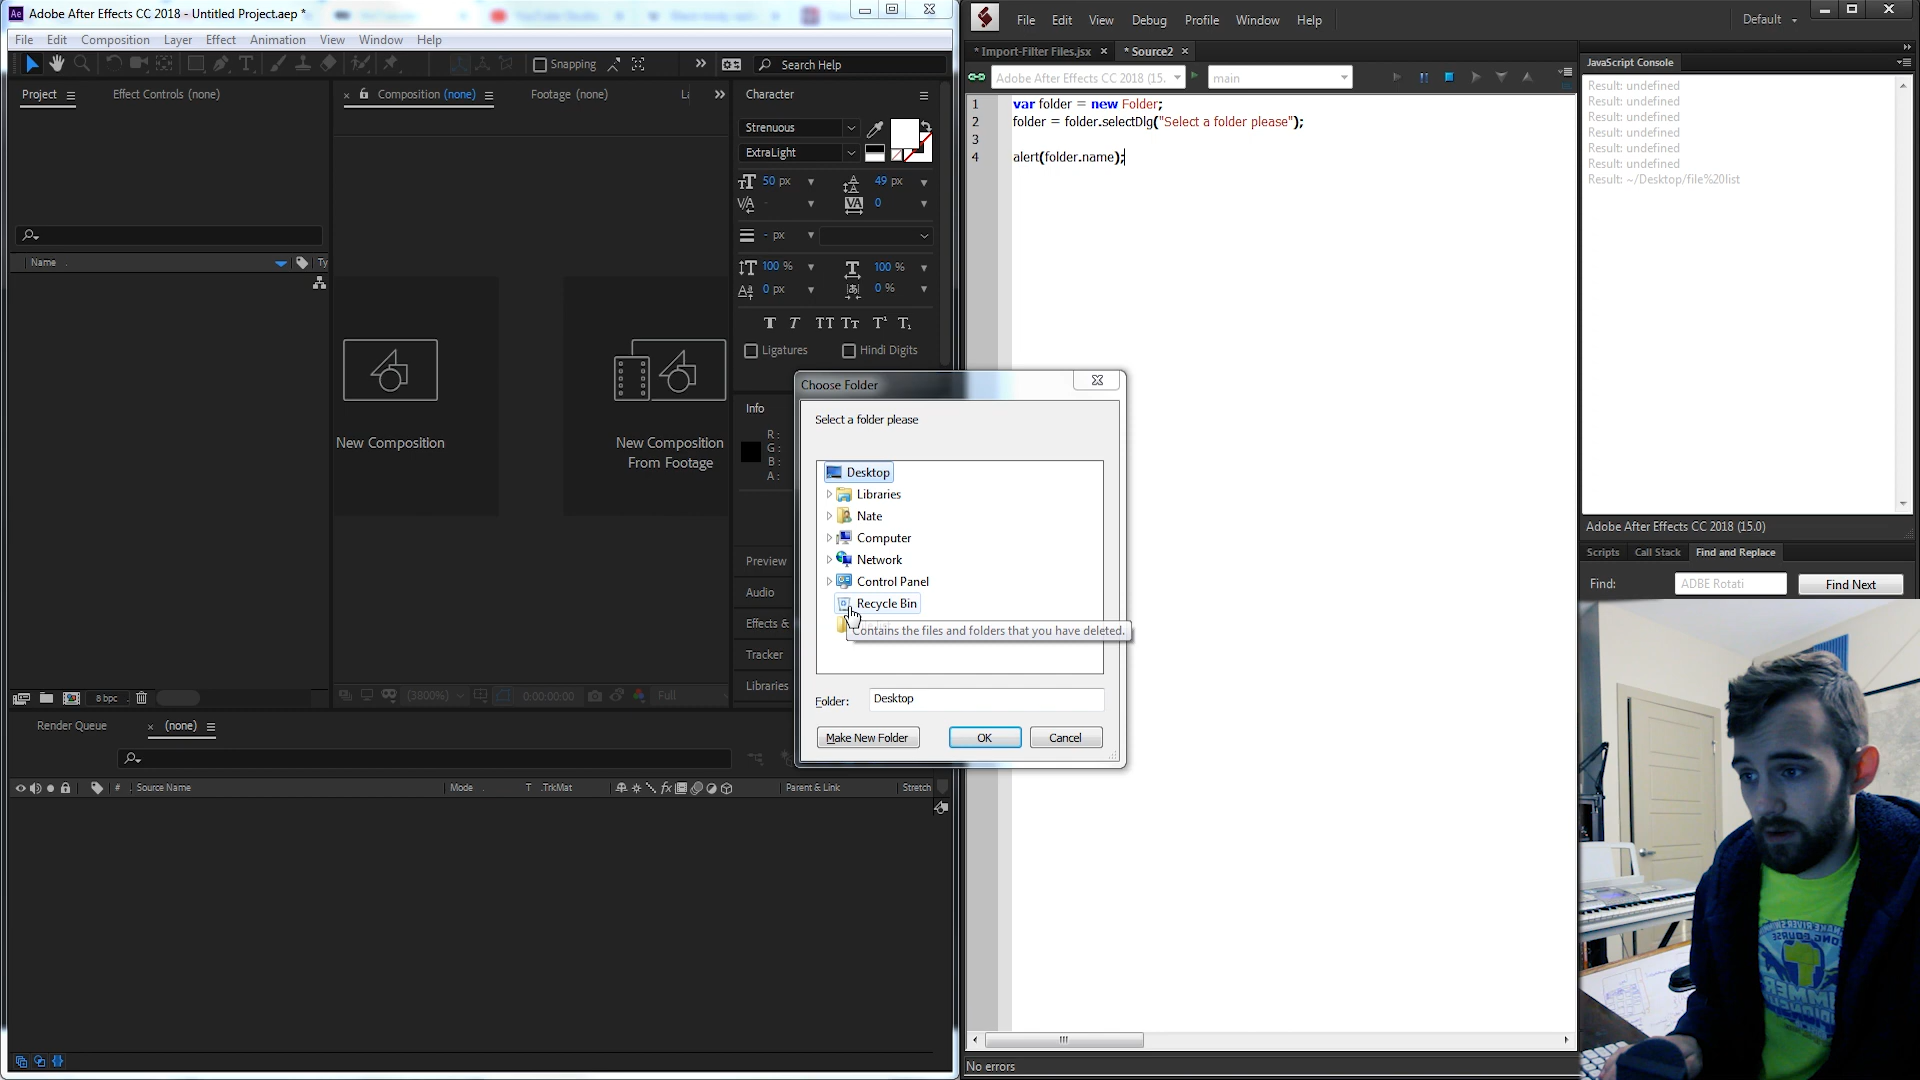 Adobe After Effects CC 2018 - Untitled Project.aep *
File Edit Composition Layer Effect Animation View Window Help
Snapping
Search Help
Project
Effect Controls (none)
Composition (none)
Footage (none)
Character
Strenuous
ExtraLight
50 px
49 px
0
- px
100 %
100 %
0 px
0 %
Ligatures
Hindi Digits
Name
Ty
New Composition
New Composition
From Footage
Info
R:
G:
B:
A:
Preview
Audio
Effects &
Tracker
Libraries
8 bpc
(3800%)
0:00:00:00
Full
Render Queue
(none)
# Source Name
Mode
T .TrkMat
Parent & Link
Stretch
Choose Folder
Select a folder please
Desktop
Libraries
Nate
Computer
Network
Control Panel
Recycle Bin
Contains the files and folders that you have deleted.
Folder: Desktop
Make New Folder
OK
Cancel
File Edit View Debug Profile Window Help
Default
* Import-Filter Files.jsx
* Source2
Adobe After Effects CC 2018 (15.
main
1 var folder = new Folder;
2 folder = folder.selectDlg("Select a folder please");
3
4 alert(folder.name);
No errors
JavaScript Console
Result: undefined
Result: undefined
Result: undefined
Result: undefined
Result: undefined
Result: undefined
Result: ~/Desktop/file%20list
Adobe After Effects CC 2018 (15.0)
Scripts Call Stack Find and Replace
Find: ADBE Rotati
Find Next